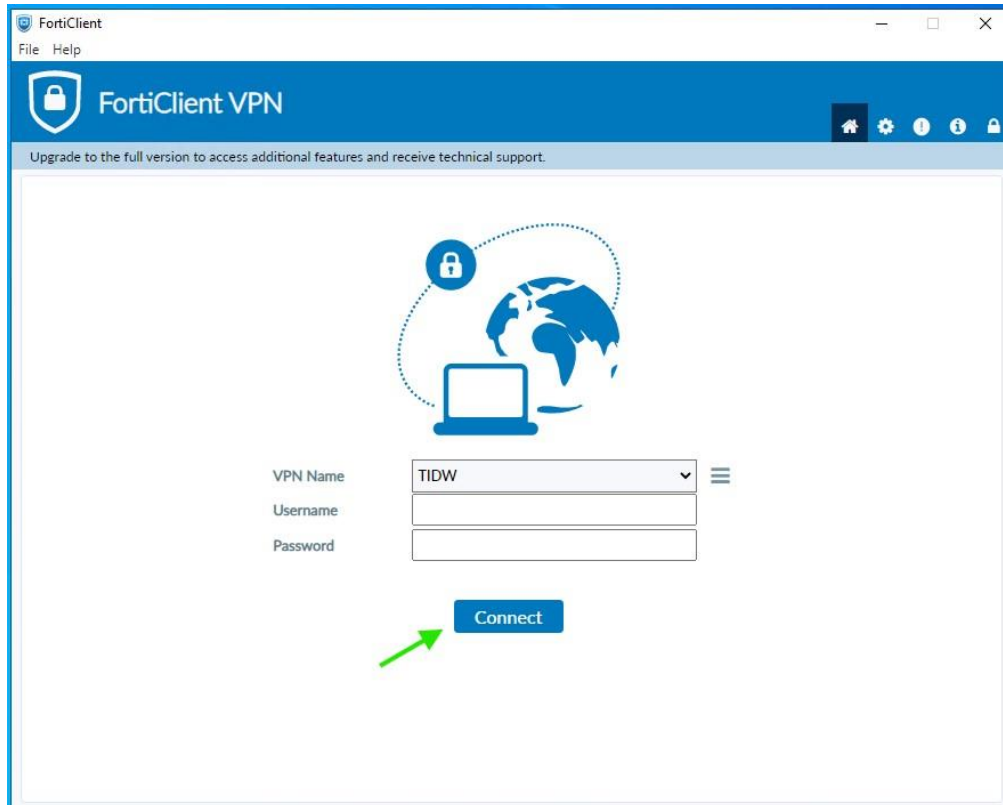 FortiClient
File Help
FortiClient VPN
Upgrade to the full version to access additional features and receive technical support.
VPN Name TIDW
Username
Password
Connect